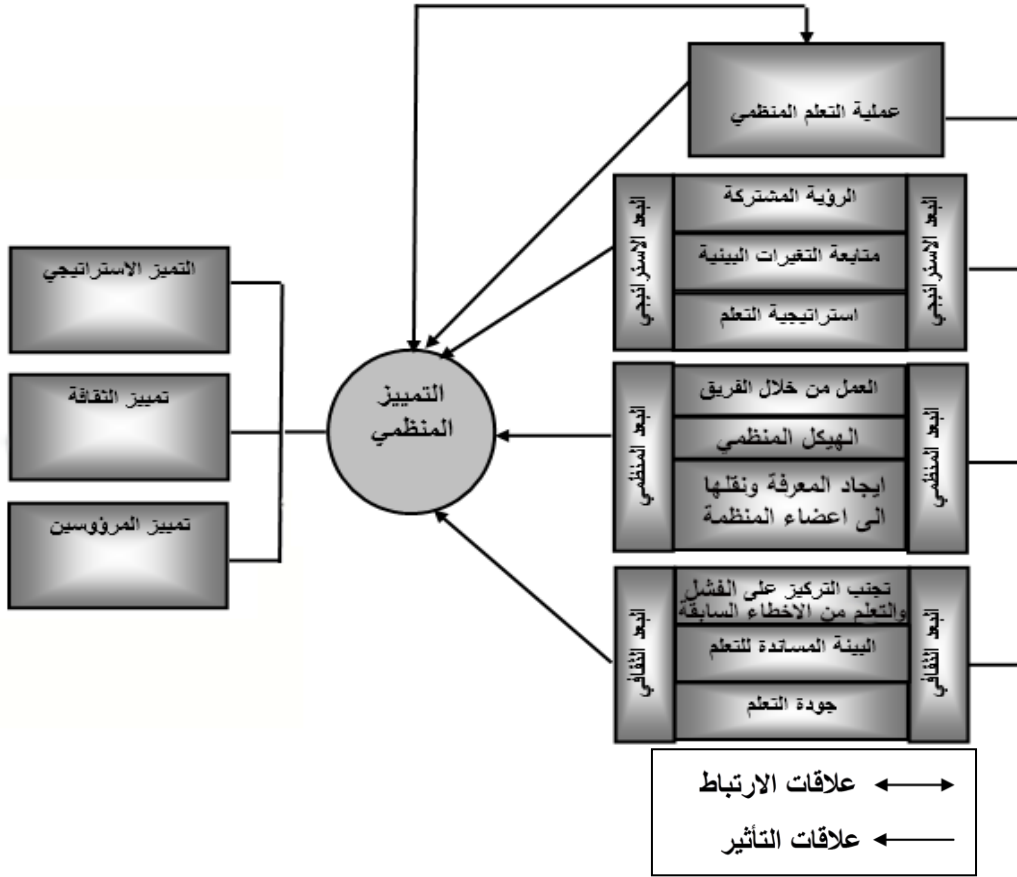 عملية التعلم المنظمي
البعد الاستراتيجي
الرؤية المشتركة
متابعة التغيرات البيئية
استراتيجية التعلم
البعد الاستراتيجي
البعد المنظمي
العمل من خلال الفريق
الهيكل المنظمي
ايجاد المعرفة ونقلها
الى اعضاء المنظمة
البعد المنظمي
البعد الثقافي
تجنب التركيز على الفشل
والتعلم من الاخطاء السابقة
البيئة المساندة للتعلم
جودة التعلم
البعد الثقافي
التمييز
المنظمي
التميز الاستراتيجي
تمييز الثقافة
تمييز المرؤوسين
علاقات الارتباط
علاقات التأثير